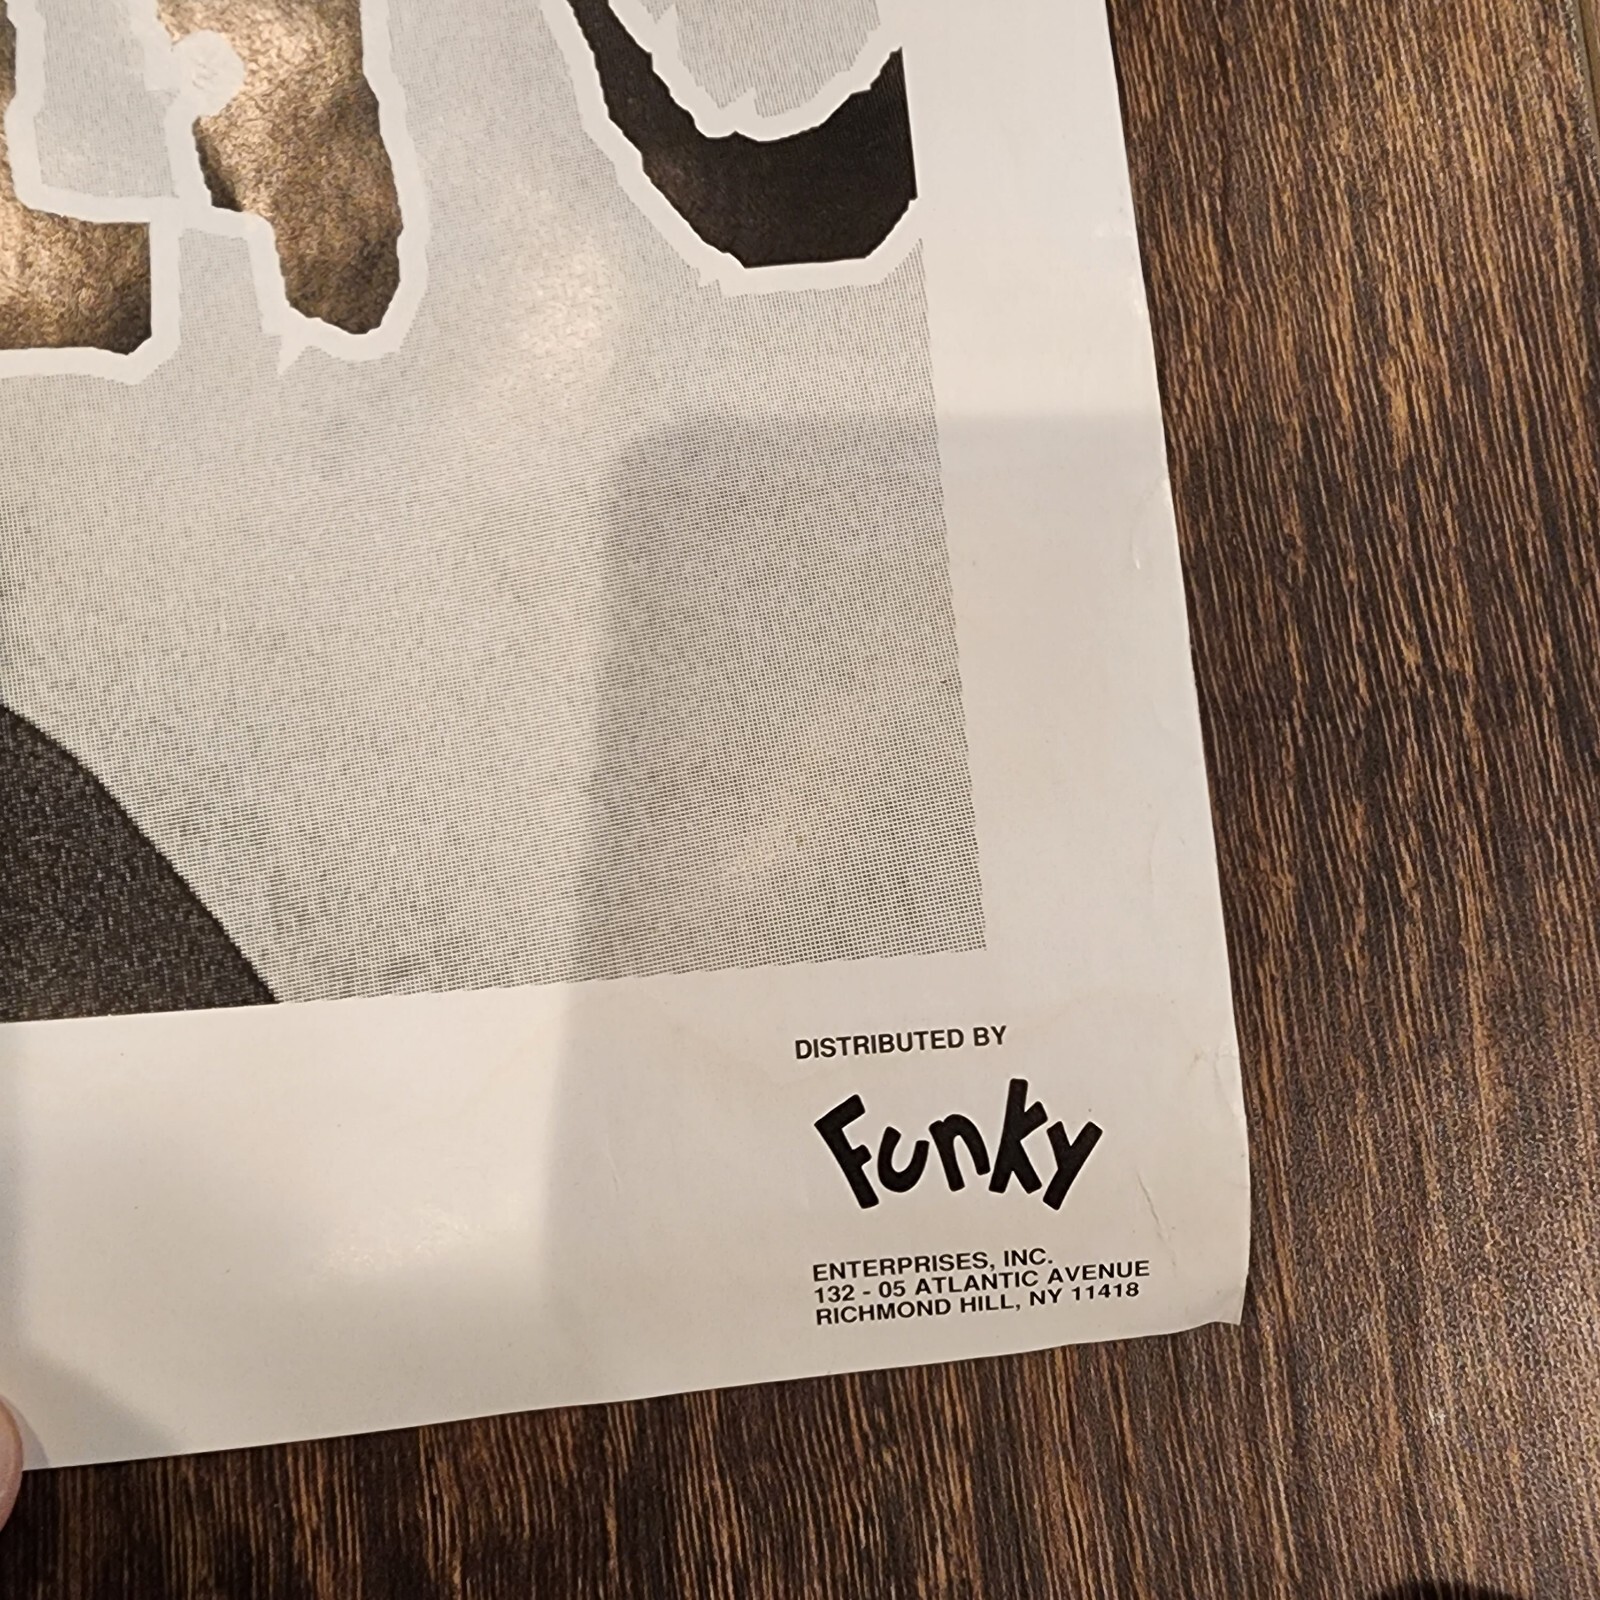 DISTRIBUTED BY
Funky
ENTERPRISES, INC.
132 - 05 ATLANTIC AVENUE
RICHMOND HILL, NY 11418